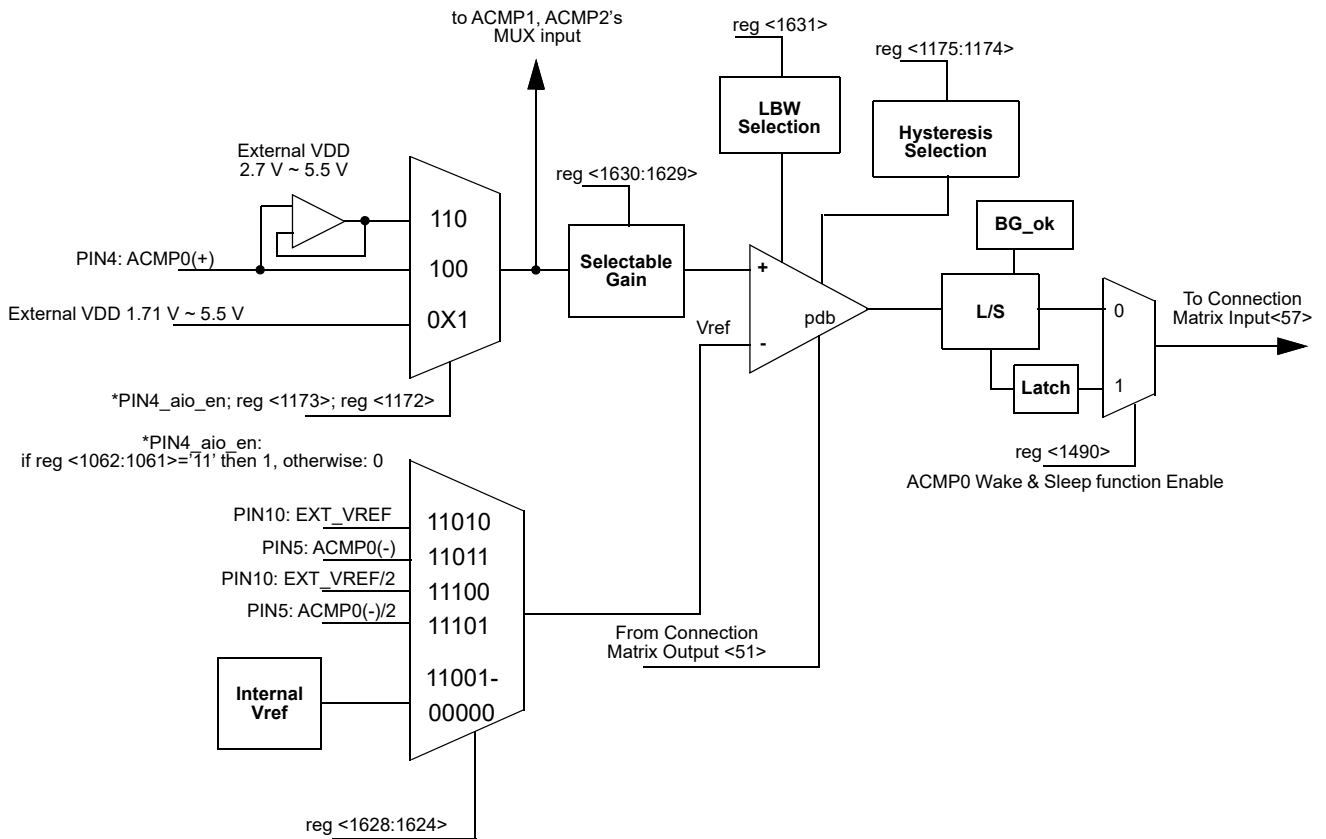 to ACMP1, ACMP2's
MUX input
reg <1631>
reg <1175:1174>
LBW
Selection
Hysteresis
Selection
External VDD
2.7 V ~ 5.5 V
reg <1630:1629>
110
BG_ok
PIN4: ACMP0(+)
100
Selectable
Gain
+
External VDD 1.71 V ~ 5.5 V
0X1
Vref
-
pdb
L/S
0
To Connection
Matrix Input<57>
Latch
1
*PIN4_aio_en; reg <1173>; reg <1172>
*PIN4_aio_en:
if reg <1062:1061>='11' then 1, otherwise: 0
reg <1490>
ACMP0 Wake & Sleep function Enable
PIN10: EXT_VREF
11010
PIN5: ACMP0(-)
11011
PIN10: EXT_VREF/2
11100
PIN5: ACMP0(-)/2
11101
From Connection
Matrix Output <51>
Internal
Vref
11001-
00000
reg <1628:1624>